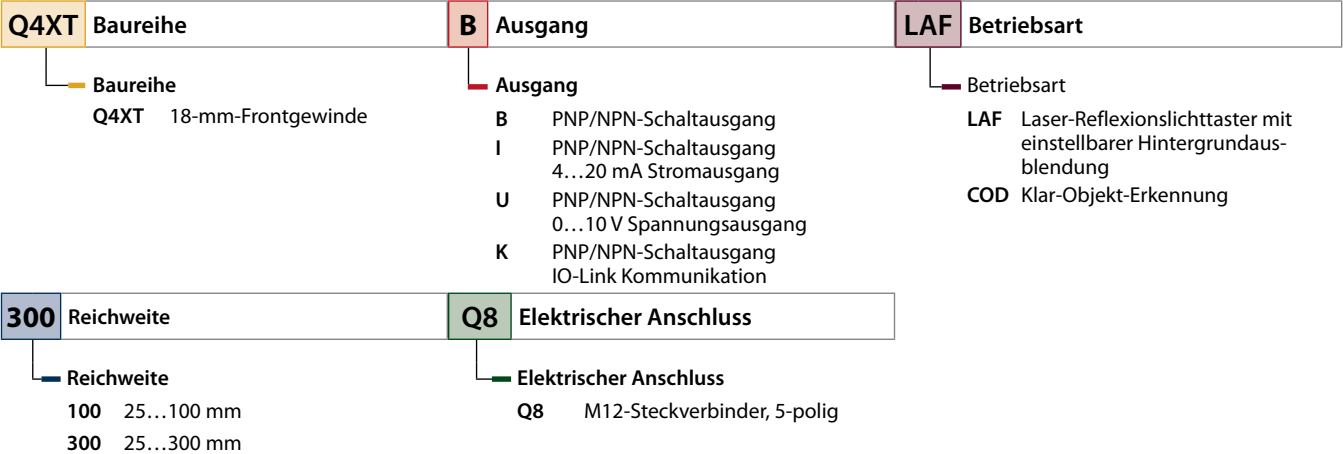 Q4XT Baureihe
Baureihe
Q4XT 18-mm-Frontgewinde
B Ausgang
Ausgang
B PNP/NPN-Schaltausgang
I PNP/NPN-Schaltausgang
4…20 mA Stromausgang
U PNP/NPN-Schaltausgang
0…10 V Spannungsausgang
K PNP/NPN-Schaltausgang
IO-Link Kommunikation
LAF Betriebsart
Betriebsart
LAF Laser-Reflexionslichttaster mit
einstellbarer Hintergrundaus-
blendung
COD Klar-Objekt-Erkennung
300 Reichweite
Reichweite
100 25…100 mm
300 25…300 mm
Q8 Elektrischer Anschluss
Elektrischer Anschluss
Q8 M12-Steckverbinder, 5-polig